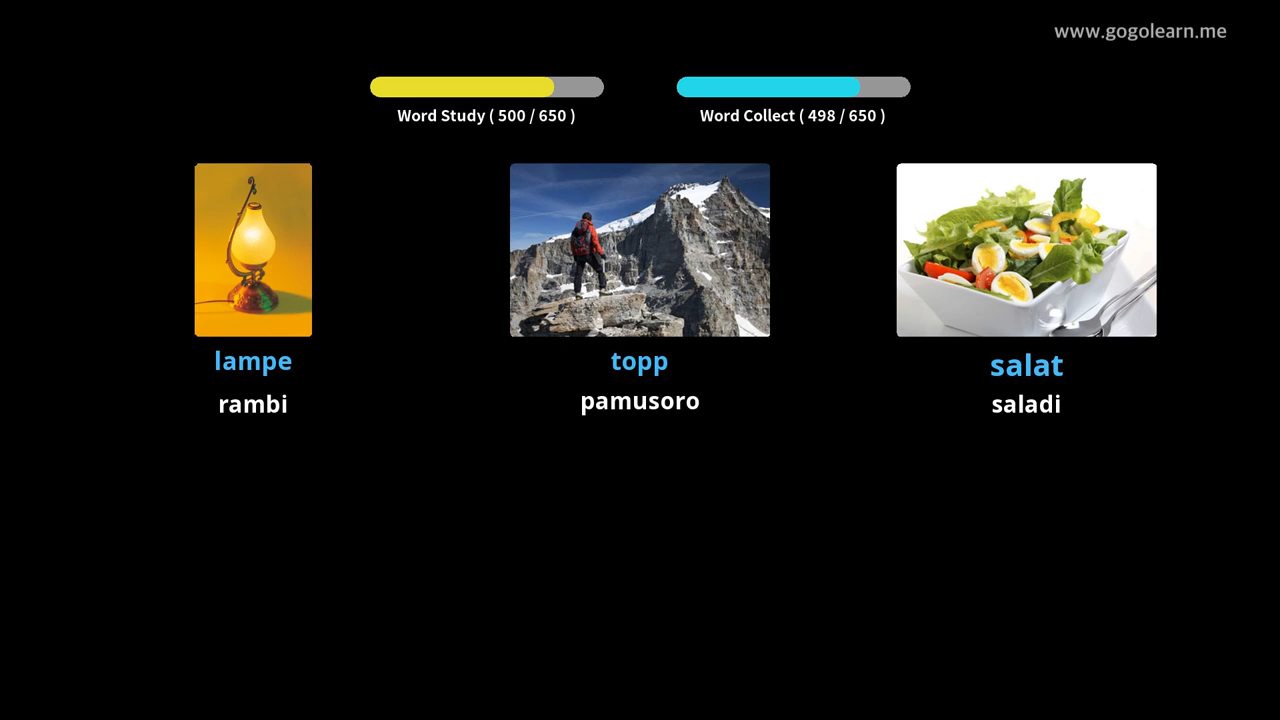 www.gogolearn.me
Word Study ( 500 / 650 )
Word Collect ( 498 / 650 )
lampe
topp
salat
rambi
pamusoro
saladi